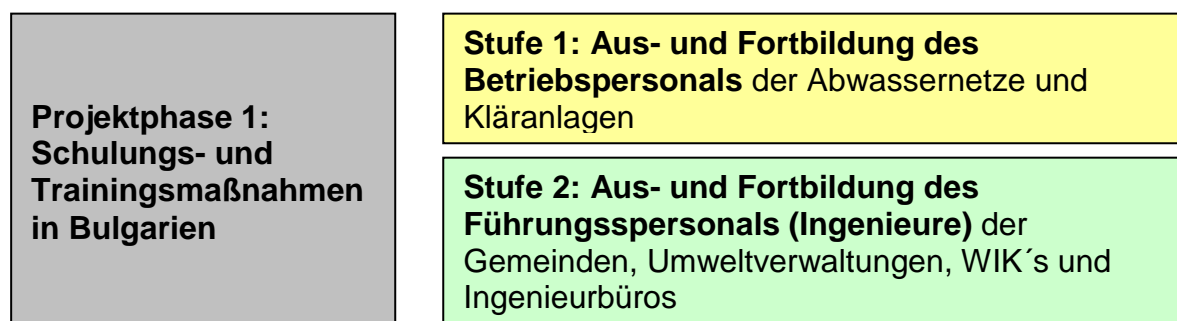 Projektphase 1:
Schulungs- und
Trainingsmaßnahmen
in Bulgarien
Stufe 1: Aus- und Fortbildung des
Betriebspersonals der Abwassernetze und
Kläranlagen
Stufe 2: Aus- und Fortbildung des
Führungsspersonals (Ingenieure) der
Gemeinden, Umweltverwaltungen, WIK´s und
Ingenieurbüros